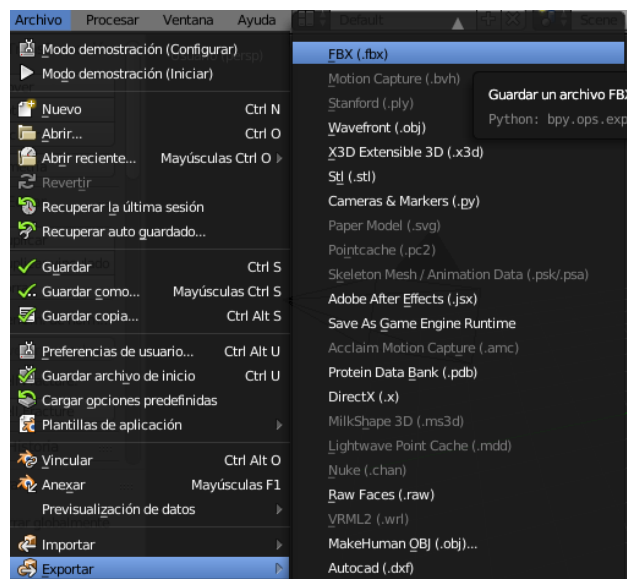 Archivo Procesar Ventana Ayuda Default Scene
Modo demostración (Configurar)
Modo demostración (Iniciar)
Nuevo Ctrl N
Abrir... Ctrl O
Abrir reciente... Mayúsculas Ctrl O
Revertir
Recuperar la última sesión
Recuperar auto guardado...
Guardar Ctrl S
Guardar como... Mayúsculas Ctrl S
Guardar copia... Ctrl Alt S
Preferencias de usuario... Ctrl Alt U
Guardar archivo de inicio Ctrl U
Cargar opciones predefinidas
Plantillas de aplicación
Vincular Ctrl Alt O
Anexar Mayúsculas F1
Previsualización de datos
Importar
Exportar
FBX (.fbx)
Motion Capture (.bvh)
Stanford (.ply)
Wavefront (.obj)
X3D Extensible 3D (.x3d)
Stl (.stl)
Cameras & Markers (.py)
Paper Model (.svg)
Pointcache (.pc2)
Skeleton Mesh / Animation Data (.psk/.psa)
Adobe After Effects (.jsx)
Save As Game Engine Runtime
Acclaim Motion Capture (.amc)
Protein Data Bank (.pdb)
DirectX (.x)
MilkShape 3D (.ms3d)
Lightwave Point Cache (.mdd)
Nuke (.chan)
Raw Faces (.raw)
VRML2 (.wrl)
MakeHuman OBJ (.obj)...
Autocad (.dxf)
Guardar un archivo FB
Python: bpy.ops.exp